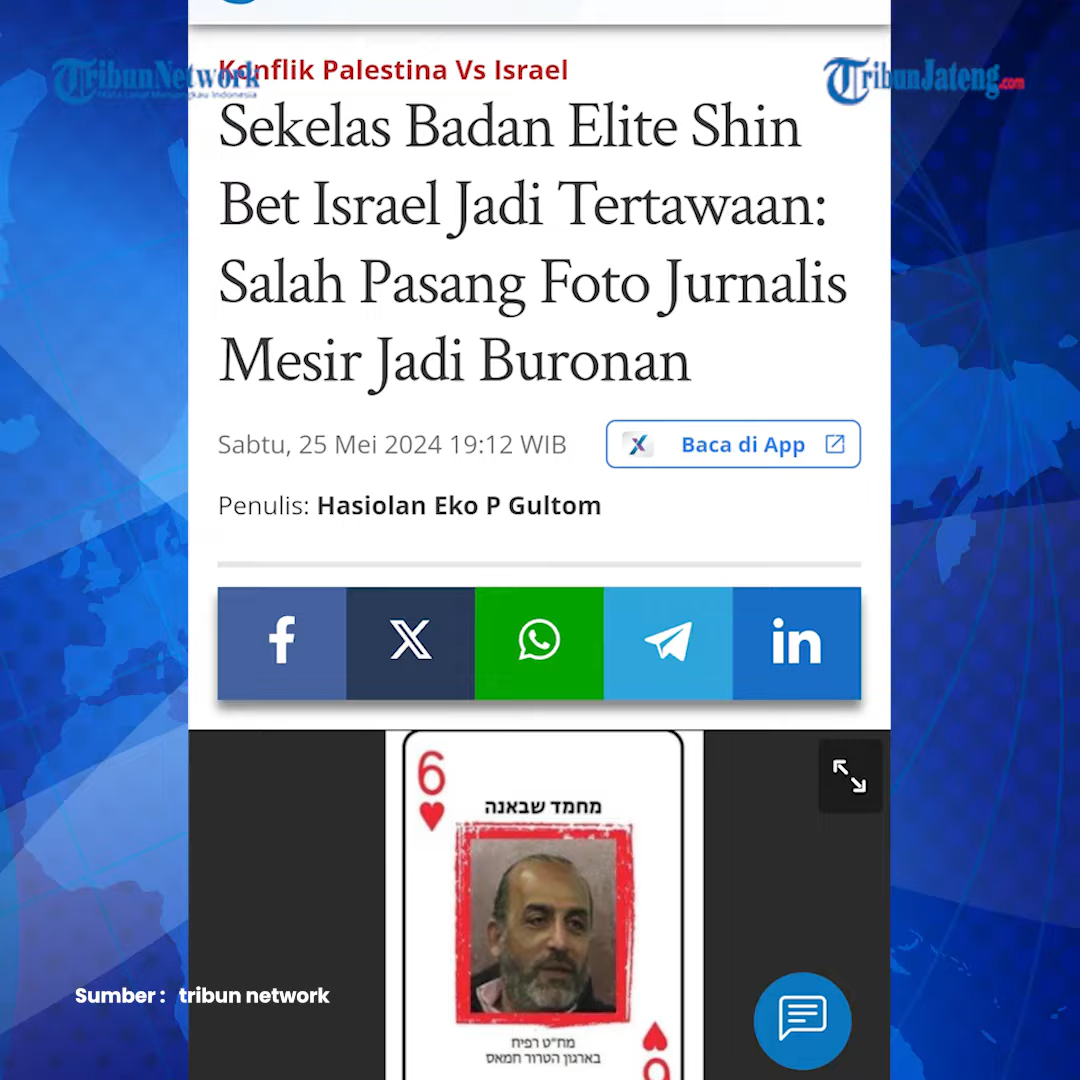 Konflik Palestina Vs Israel
TribunNetwork
TribunJateng.com
Sekelas Badan Elite Shin
Bet Israel Jadi Tertawaan:
Salah Pasang Foto Jurnalis
Mesir Jadi Buronan
Sabtu, 25 Mei 2024 19:12 WIB
Baca di App
Penulis: Hasiolan Eko P Gultom
6
מחמד שבאנה
מח"ט רפיח
בארגון הטרור חמאס
6
Sumber : tribun network